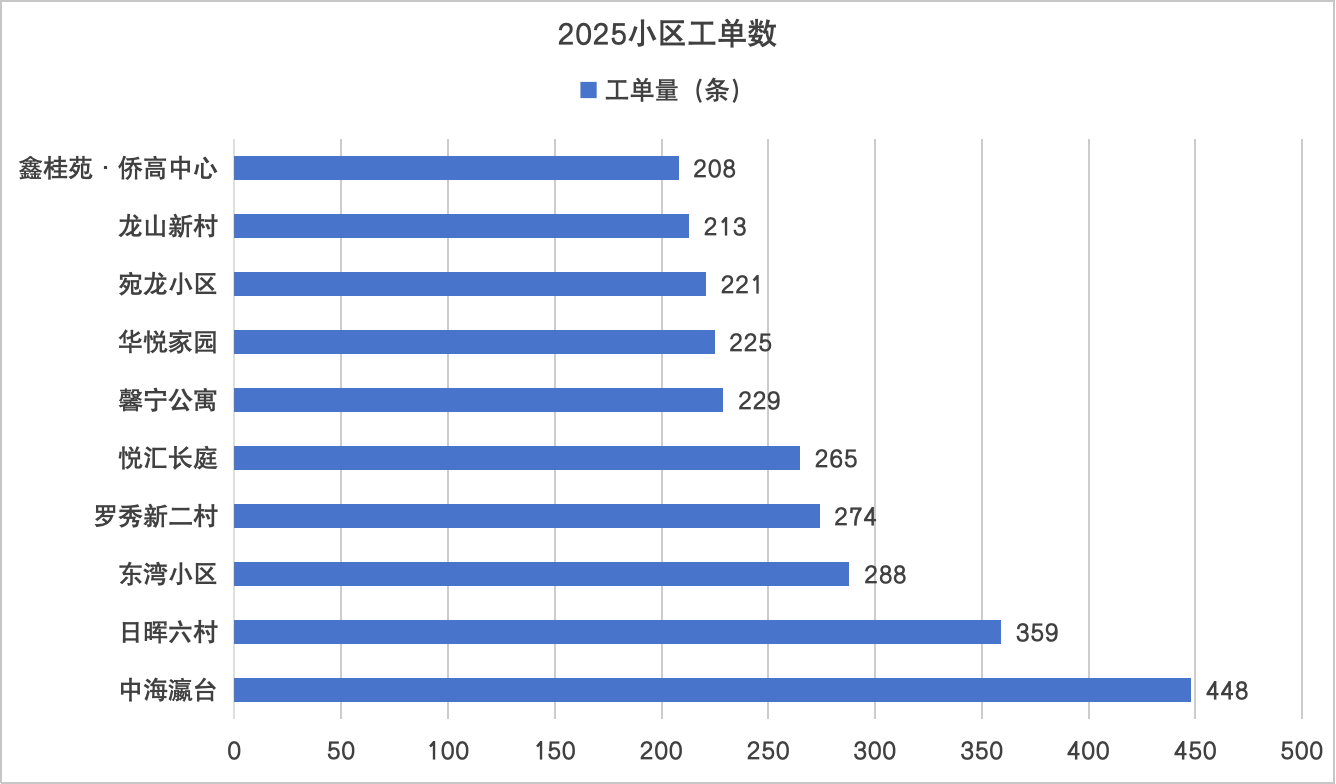 2025小区工单数
工单量（条）
鑫桂苑·侨高中心 208
龙山新村 213
宛龙小区 221
华悦家园 225
馨宁公寓 229
悦汇长庭 265
罗秀新二村 274
东湾小区 288
日晖六村 359
中海瀛台 448
0 50 100 150 200 250 300 350 400 450 500